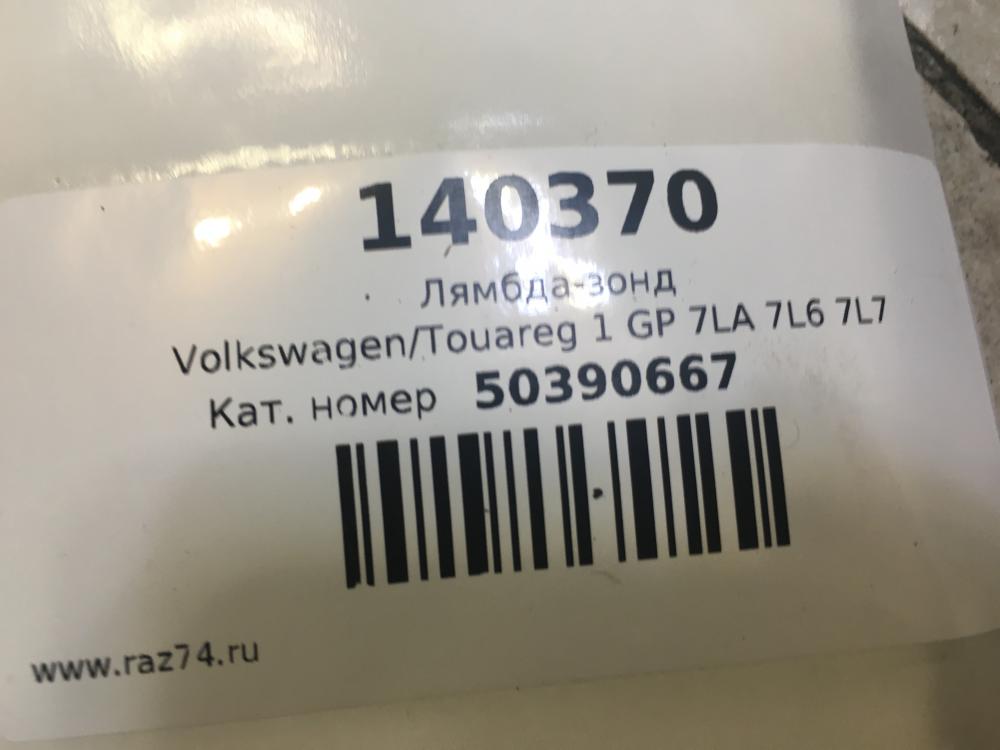 140370
Лямбда-зонд
Volkswagen/Touareg 1 GP 7LA 7L6 7L7
Кат. номер 50390667
www.raz74.ru